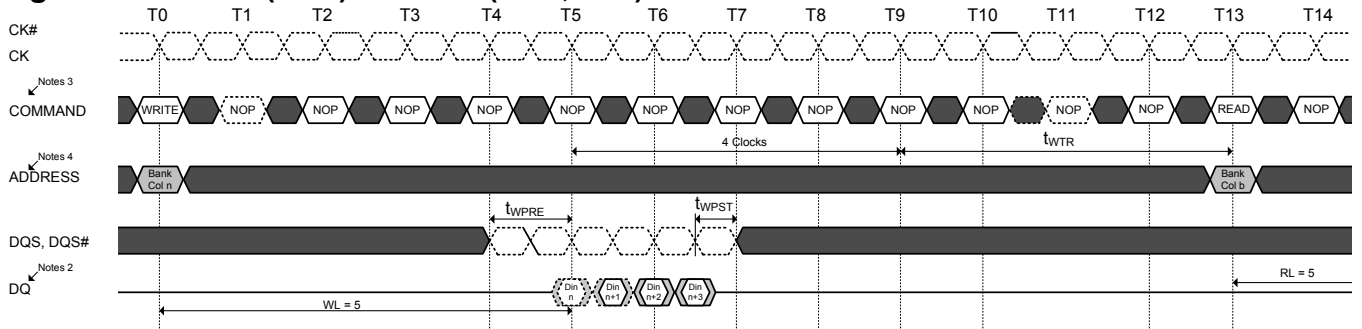 T0 T1 T2 T3 T4 T5 T6 T7 T8 T9 T10 T11 T12 T13 T14
CK#
CK
Notes 3
COMMAND
WRITE NOP NOP NOP NOP NOP NOP NOP NOP NOP NOP NOP NOP READ NOP
4 Clocks
tWTR
Notes 4
ADDRESS
Bank
Col n
Bank
Col b
tWPRE
tWPST
DQS, DQS#
Notes 2
DQ
Din
n
Din
n+1
Din
n+2
Din
n+3
RL = 5
WL = 5